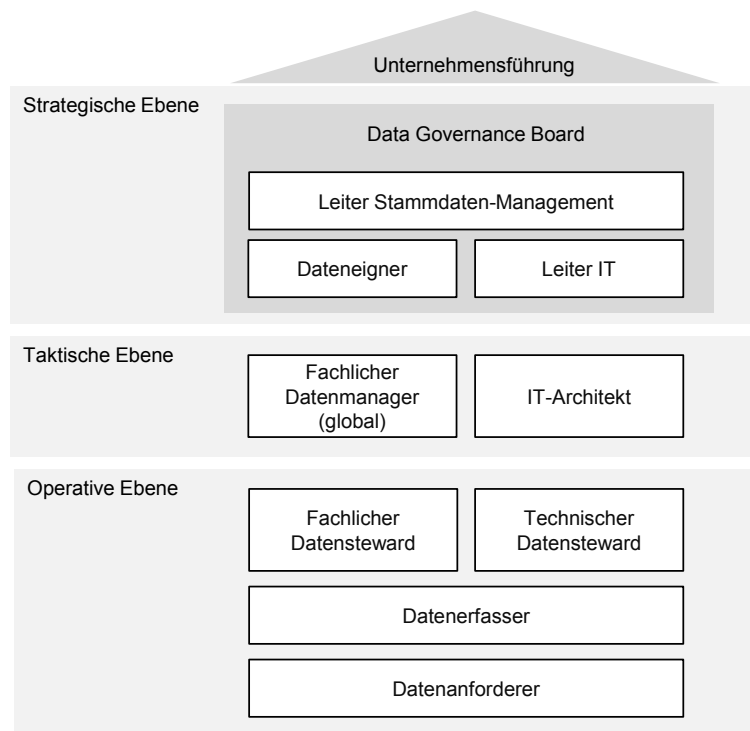 Unternehmensführung
Strategische Ebene
Data Governance Board
Leiter Stammdaten-Management
Dateneigner
Leiter IT
Taktische Ebene
Fachlicher
Datenmanager
(global)
IT-Architekt
Operative Ebene
Fachlicher
Datensteward
Technischer
Datensteward
Datenerfasser
Datenanforderer